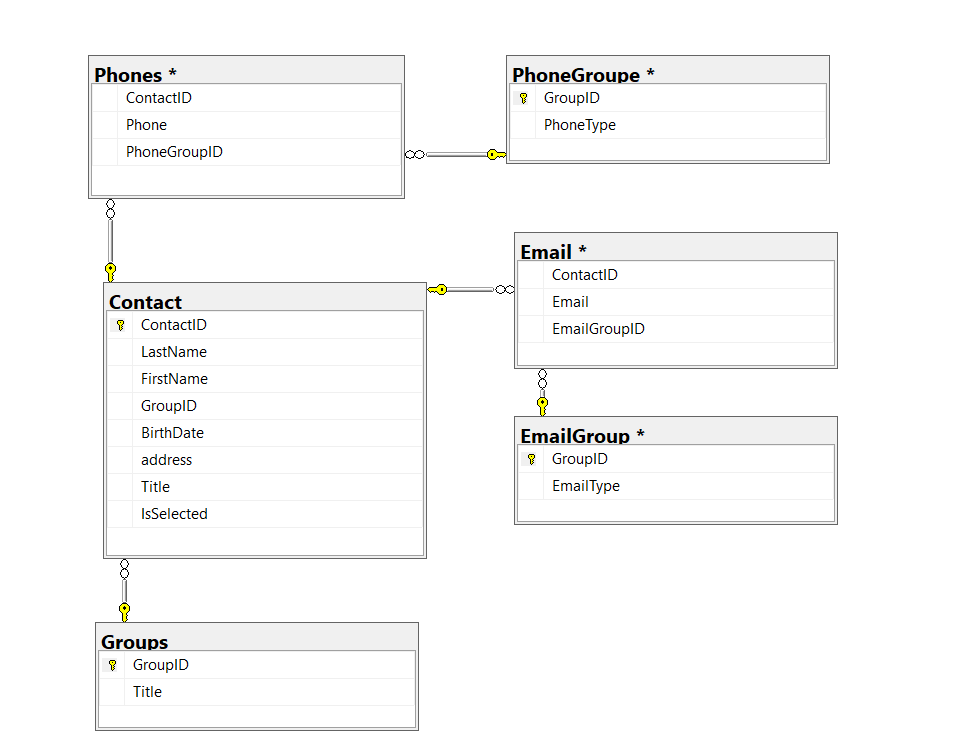 Phones *
ContactID
Phone
PhoneGroupID
PhoneGroupe *
GroupID
PhoneType
Contact
ContactID
LastName
FirstName
GroupID
BirthDate
address
Title
IsSelected
Email *
ContactID
Email
EmailGroupID
EmailGroup *
GroupID
EmailType
Groups
GroupID
Title